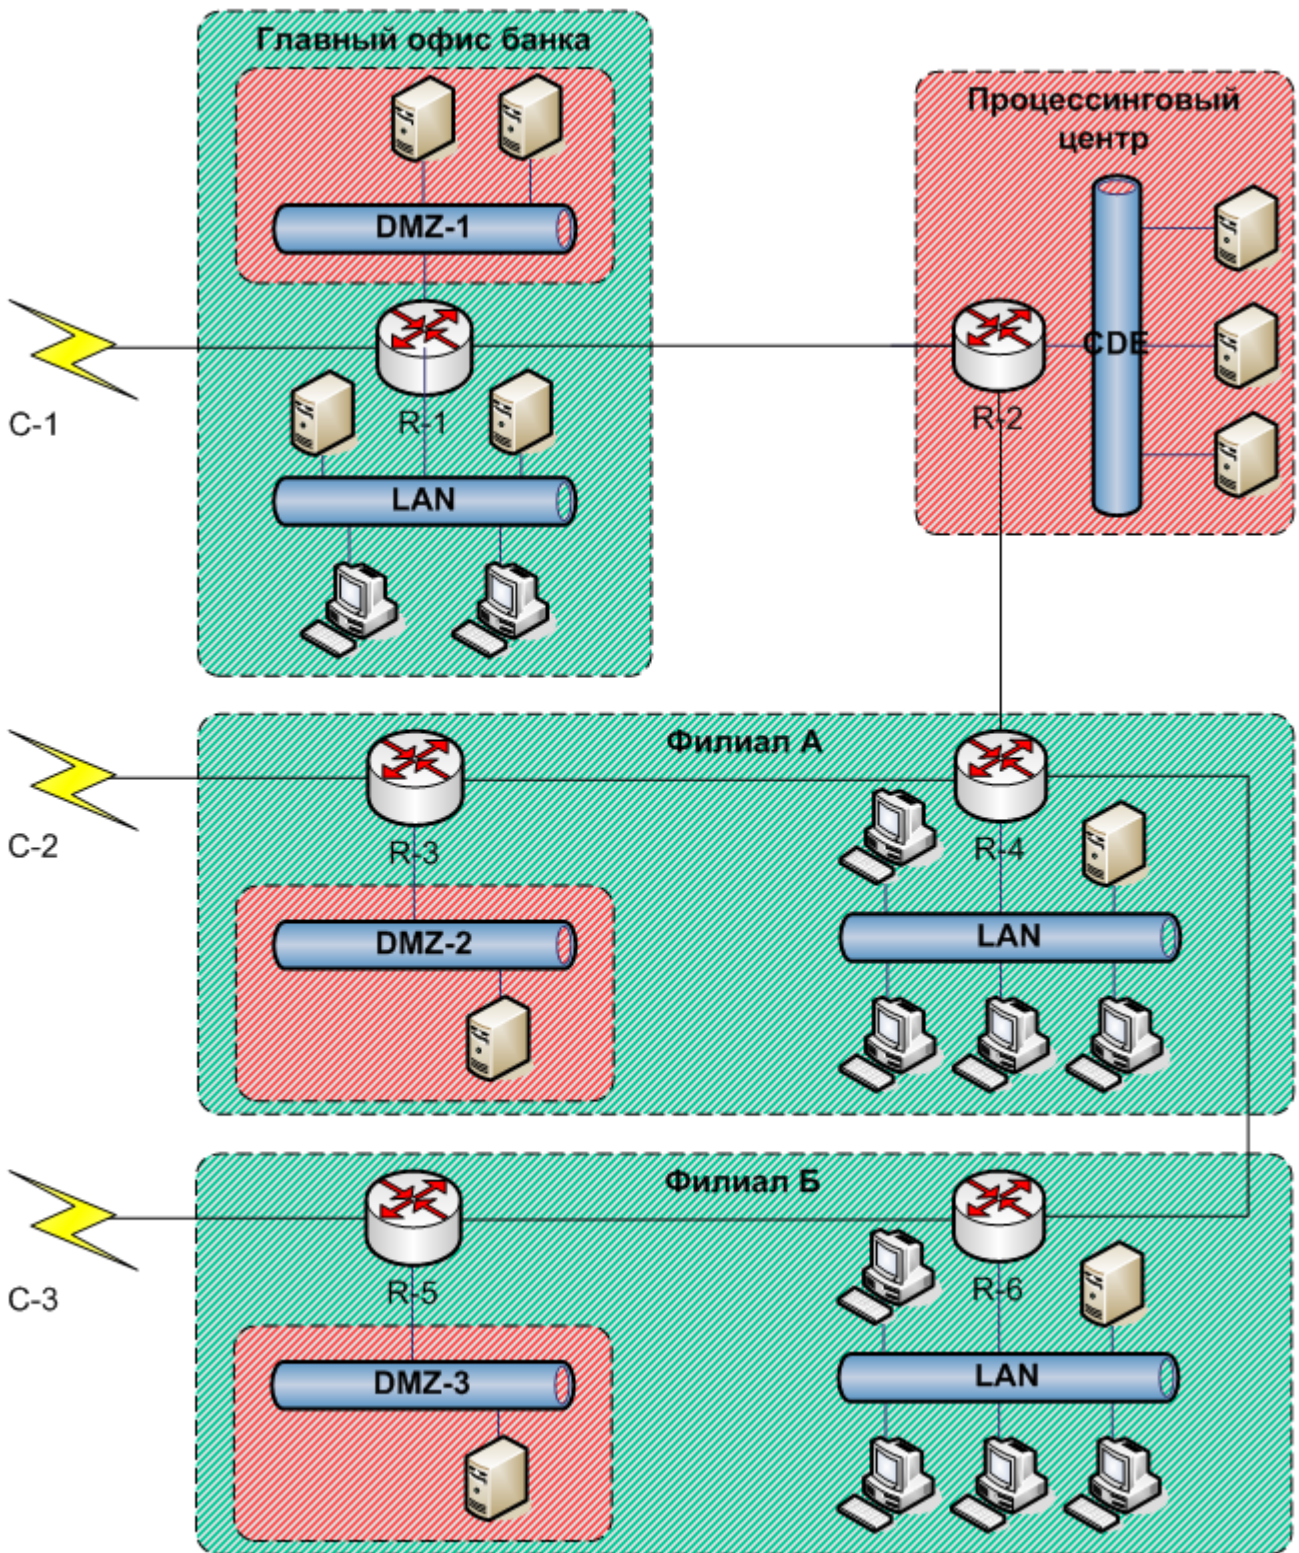 Главный офис банка
DMZ-1
Процессинговый
центр
CDE
C-1
R-1
R-2
LAN
Филиал А
C-2
R-3
R-4
DMZ-2
LAN
Филиал Б
C-3
R-5
R-6
DMZ-3
LAN